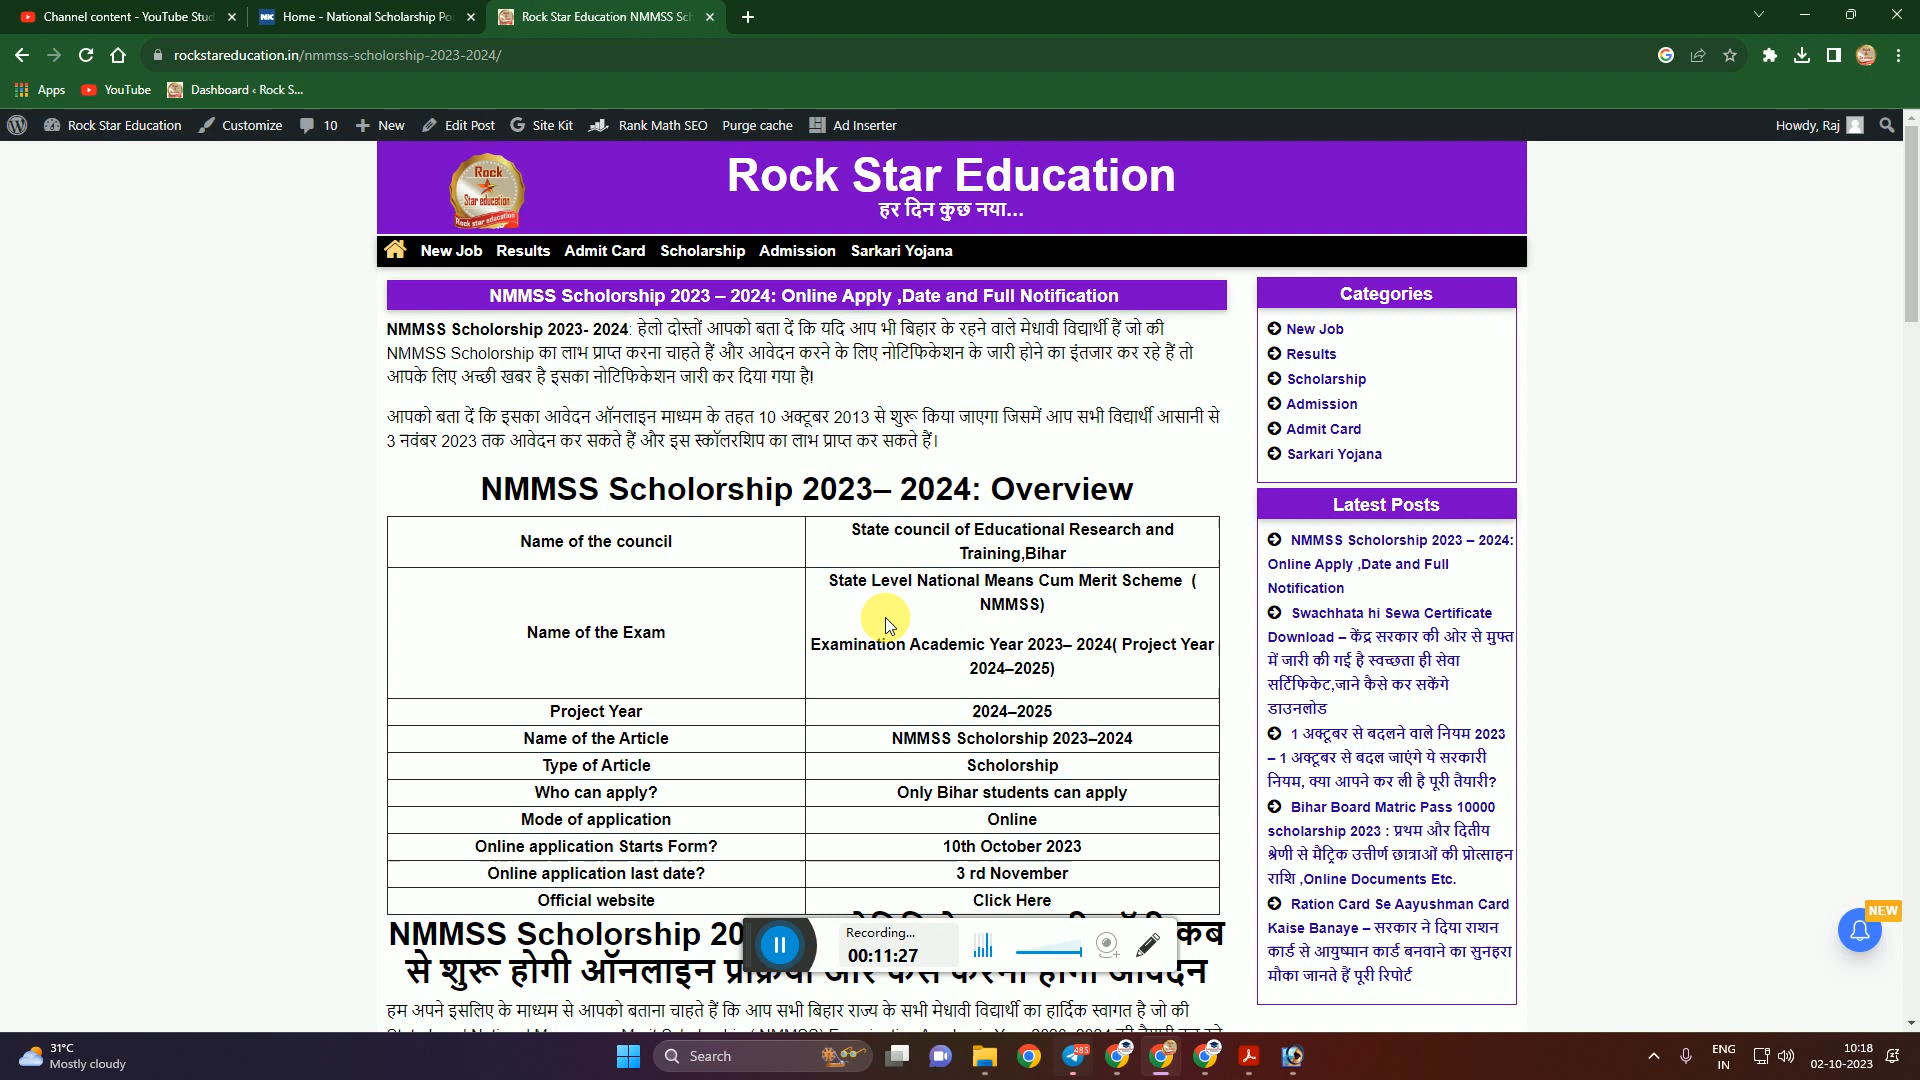 Channel content - YouTube Stud
Home - National Scholarship Po
Rock Star Education NMMSS Sch
rockstareducation.in/nmmss-scholorship-2023-2024/
Apps
YouTube
Dashboard ‹ Rock S...
Rock Star Education
Customize
10
New
Edit Post
Site Kit
Rank Math SEO
Purge cache
Ad Inserter
Howdy, Raj
Rock
Star education
Rock star education
Rock Star Education
हर दिन कुछ नया...
New Job Results Admit Card Scholarship Admission Sarkari Yojana
NMMSS Scholorship 2023 – 2024: Online Apply ,Date and Full Notification
NMMSS Scholorship 2023- 2024: हेलो दोस्तों आपको बता दें कि यदि आप भी बिहार के रहने वाले मेधावी विद्यार्थी हैं जो की
NMMSS Scholorship का लाभ प्राप्त करना चाहते हैं और आवेदन करने के लिए नोटिफिकेशन के जारी होने का इंतजार कर रहे हैं तो
आपके लिए अच्छी खबर है इसका नोटिफिकेशन जारी कर दिया गया है!
आपको बता दें कि इसका आवेदन ऑनलाइन माध्यम के तहत 10 अक्टूबर 2013 से शुरू किया जाएगा जिसमें आप सभी विद्यार्थी आसानी से
3 नवंबर 2023 तक आवेदन कर सकते हैं और इस स्कॉलरशिप का लाभ प्राप्त कर सकते हैं।
NMMSS Scholorship 2023– 2024: Overview
Name of the council
State council of Educational Research and
Training,Bihar
Name of the Exam
State Level National Means Cum Merit Scheme (
NMMSS)
Examination Academic Year 2023– 2024( Project Year
2024–2025)
Project Year
2024–2025
Name of the Article
NMMSS Scholorship 2023–2024
Type of Article
Scholorship
Who can apply?
Only Bihar students can apply
Mode of application
Online
Online application Starts Form?
10th October 2023
Online application last date?
3 rd November
Official website
Click Here
NMMSS Scholorship 20
कब
से शुरू होगी ऑनलाइन प्रक्रिया और कैसे करना होगा आवेदन
हम अपने इसलिए के माध्यम से आपको बताना चाहते हैं कि आप सभी बिहार राज्य के सभी मेधावी विद्यार्थी का हार्दिक स्वागत है जो की
Categories
New Job
Results
Scholarship
Admission
Admit Card
Sarkari Yojana
Latest Posts
NMMSS Scholorship 2023 – 2024:
Online Apply ,Date and Full
Notification
Swachhata hi Sewa Certificate
Download – केंद्र सरकार की ओर से मुफ्त
में जारी की गई है स्वच्छता ही सेवा
सर्टिफिकेट,जाने कैसे कर सकेंगे
डाउनलोड
1 अक्टूबर से बदलने वाले नियम 2023
– 1 अक्टूबर से बदल जाएंगे ये सरकारी
नियम, क्या आपने कर ली है पूरी तैयारी?
Bihar Board Matric Pass 10000
scholarship 2023 : प्रथम और दितीय
श्रेणी से मैट्रिक उत्तीर्ण छात्राओं की प्रोत्साहन
राशि ,Online Documents Etc.
Ration Card Se Aayushman Card
Kaise Banaye – सरकार ने दिया राशन
कार्ड से आयुष्मान कार्ड बनवाने का सुनहरा
मौका जानते हैं पूरी रिपोर्ट
NEW
Recording...
00:11:27
31°C
Mostly cloudy
Search
485
ENG
IN
10:18
02-10-2023